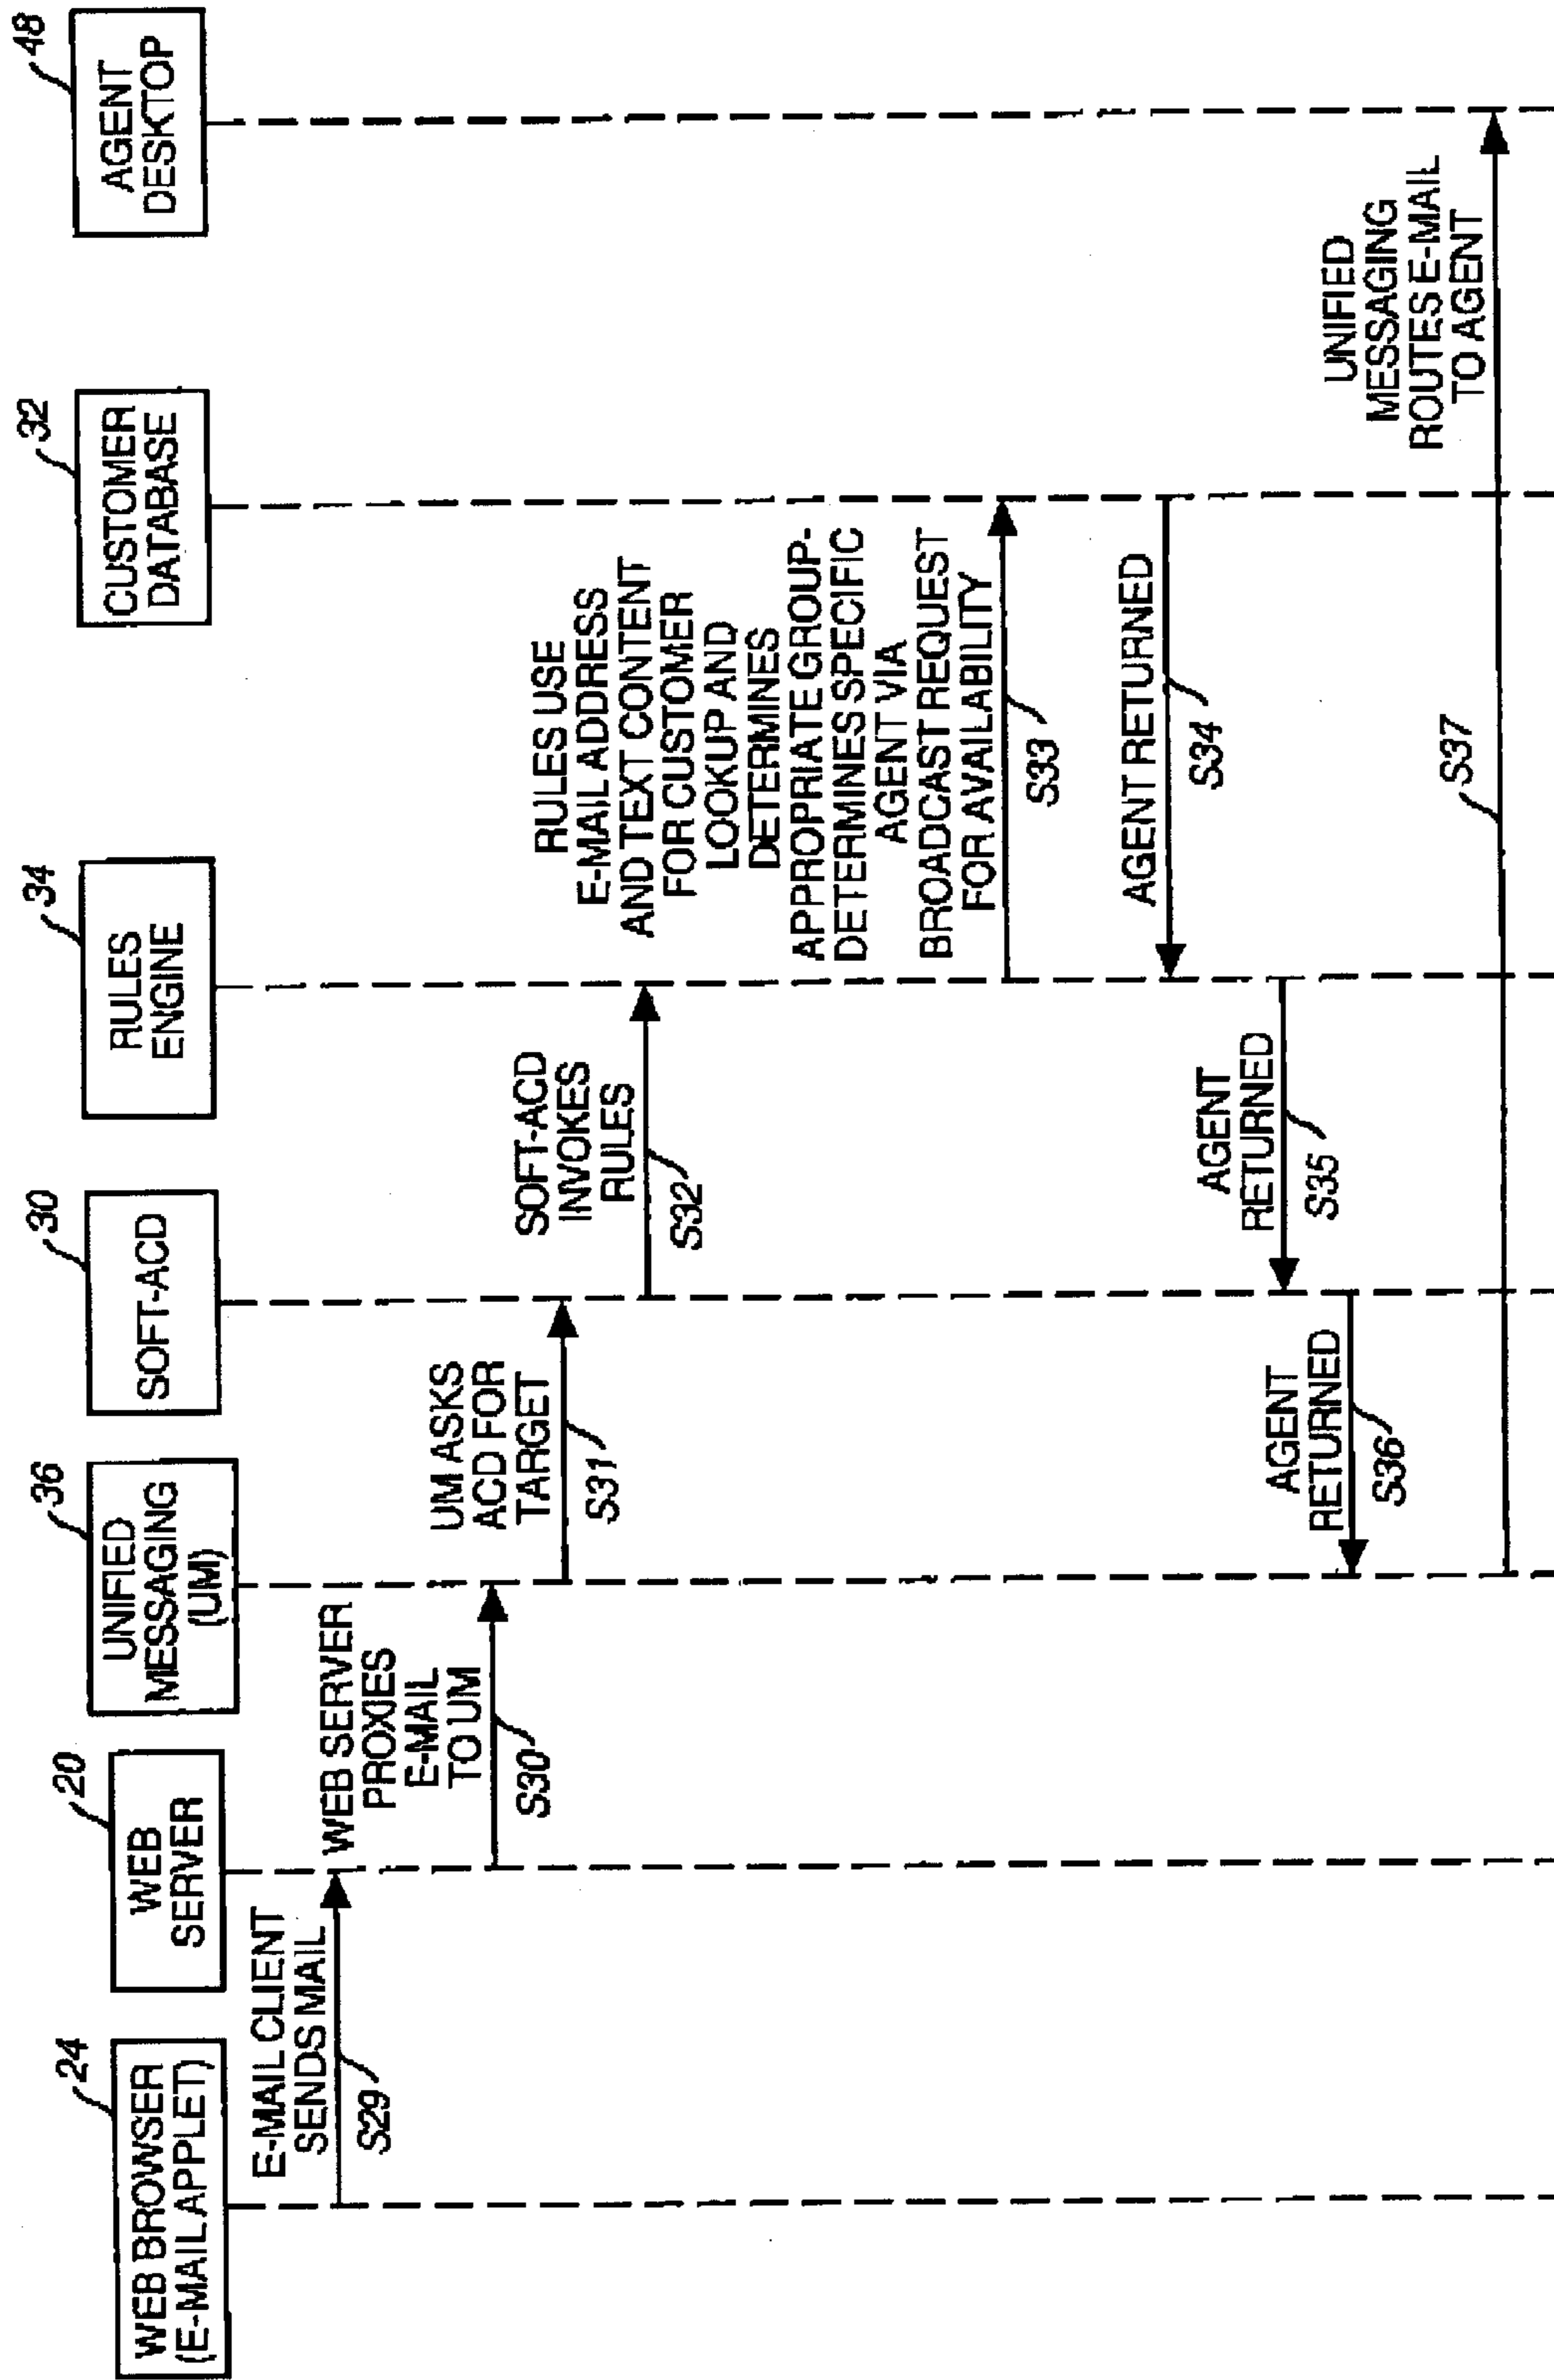 24
WEB BROWSER
(E-MAIL APPLET)
20
WEB
SERVER
36
UNIFIED
MESSAGING
(UM)
30
SOFT-ACD
34
RULES
ENGINE
32
CUSTOMER
DATABASE
48
AGENT
DESKTOP
E-MAIL CLIENT
SENDS MAIL
S29
WEB SERVER
PROXIES
E-MAIL
TO UM
S30
UM ASKS
ACD FOR
TARGET
S31
SOFT-ACD
INVOKES
RULES
S32
RULES USE
E-MAIL ADDRESS
AND TEXT CONTENT
FOR CUSTOMER
LOOKUP AND
DETERMINES
APPROPRIATE GROUP-
DETERMINES SPECIFIC
AGENT VIA
BROADCAST REQUEST
FOR AVAILABILITY
S33
AGENT RETURNED
S34
AGENT
RETURNED
S35
AGENT
RETURNED
S36
UNIFIED
MESSAGING
ROUTES E-MAIL
TO AGENT
S37